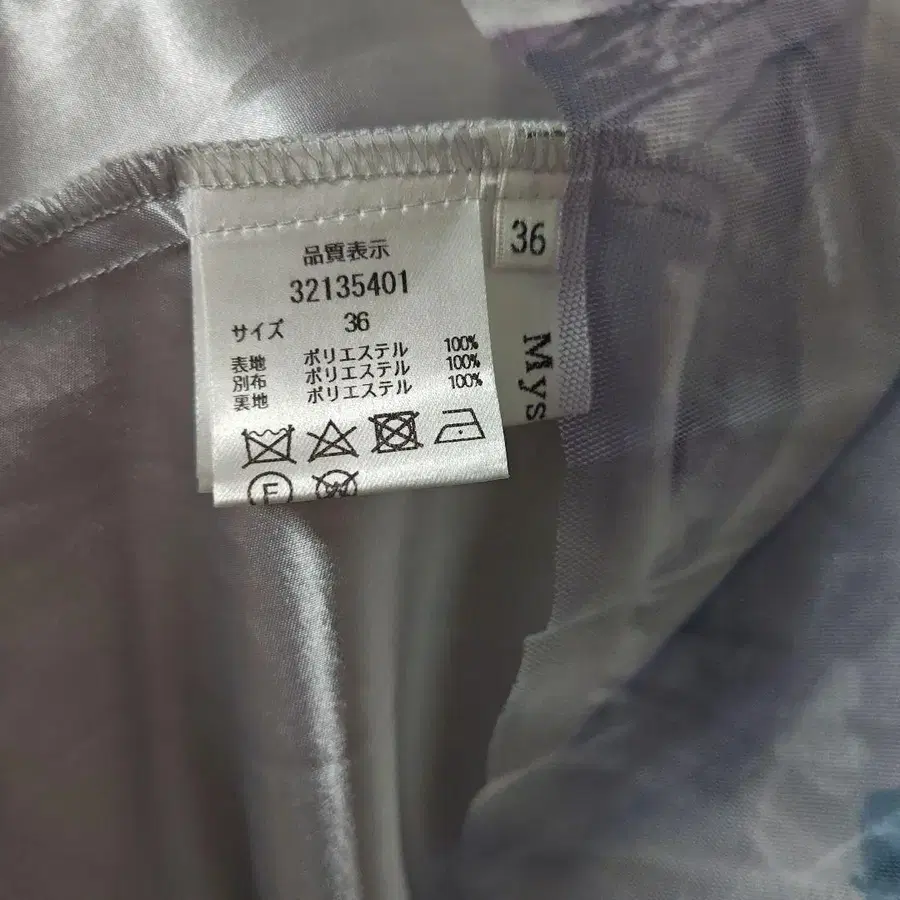 品質表示
32135401
サイズ 36
表地 ポリエステル 100%
別布 ポリエステル 100%
裏地 ポリエステル 100%
F W
36
Mys